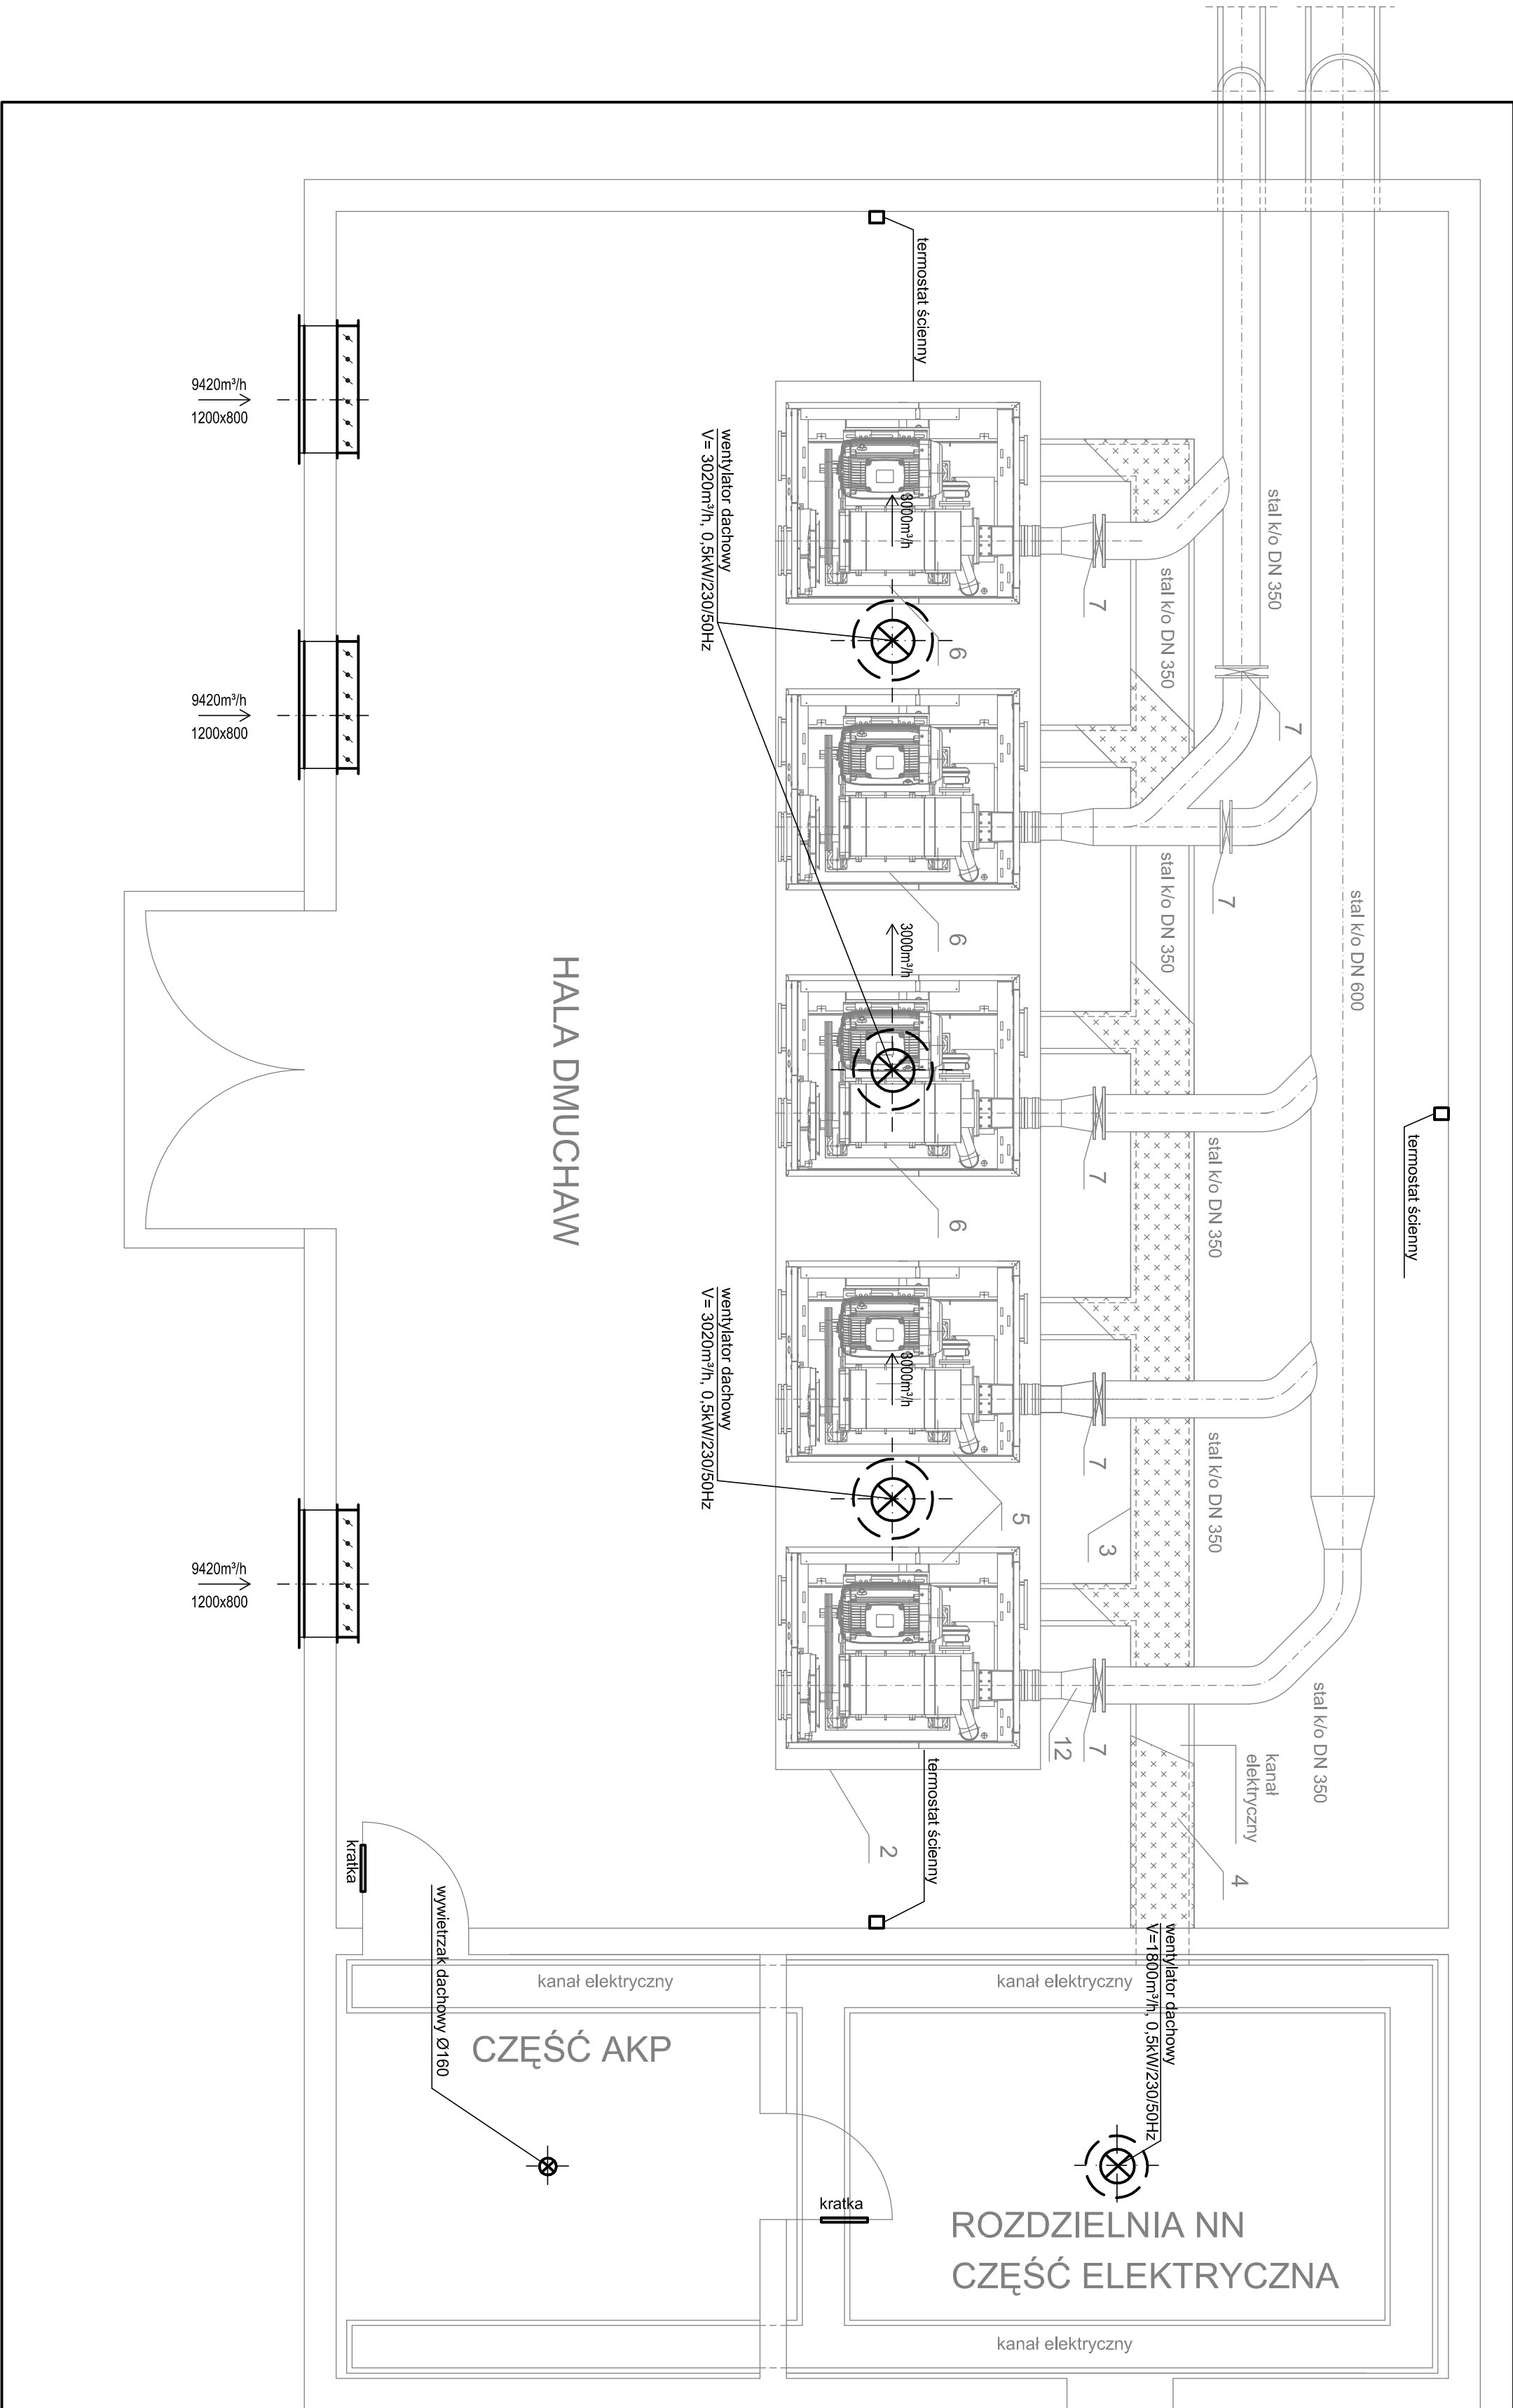 termostat ścienny
9420m³/h
1200x800
wentylator dachowy
V= 3020m³/h, 0,5kW/230/50Hz
3000m³/h
stal k/o DN 350
stal k/o DN 350
7
6
7
9420m³/h
1200x800
7
stal k/o DN 350
6
3000m³/h
stal k/o DN 600
HALA DMUCHAW
termostat ścienny
7
stal k/o DN 350
6
wentylator dachowy
V= 3020m³/h, 0,5kW/230/50Hz
3000m³/h
7
stal k/o DN 350
5
3
9420m³/h
1200x800
stal k/o DN 350
12
7
kanał
elektryczny
termostat ścienny
2
4
kratka
wywietrzak dachowy Ø160
wentylator dachowy
V=1800m³/h, 0,5kW/230/50Hz
kanał elektryczny
kanał elektryczny
CZĘŚĆ AKP
kratka
ROZDZIELNIA NN
CZĘŚĆ ELEKTRYCZNA
kanał elektryczny